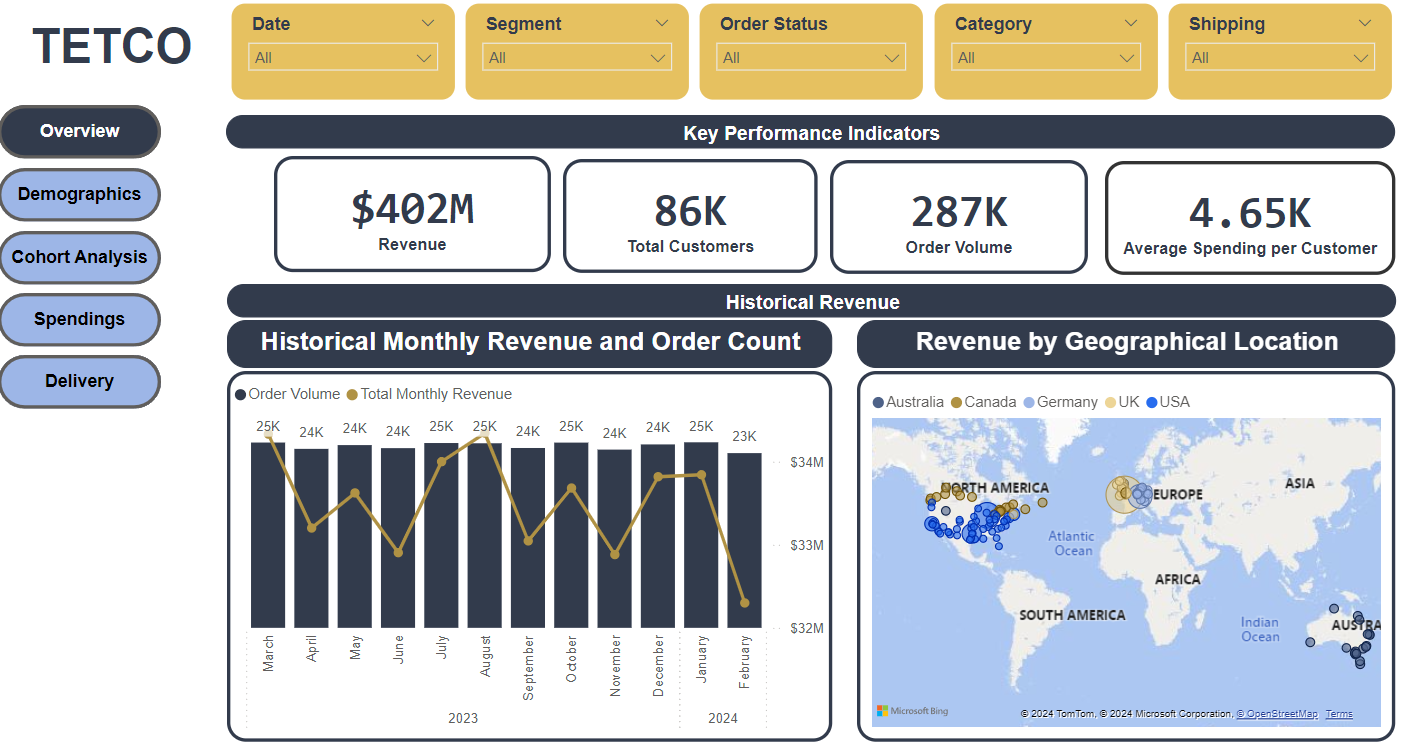 TETCO
Date
All
Segment
All
Order Status
All
Category
All
Shipping
All
Overview
Demographics
Cohort Analysis
Spendings
Delivery
Key Performance Indicators
$402M
Revenue
86K
Total Customers
287K
Order Volume
4.65K
Average Spending per Customer
Historical Revenue
Historical Monthly Revenue and Order Count
Order Volume Total Monthly Revenue
25K 24K 24K 24K 25K 25K 24K 25K 24K 24K 25K 23K
$34M
$33M
$32M
March April May June July August September October November December January February
2023 2024
Revenue by Geographical Location
Australia Canada Germany UK USA
NORTH AMERICA
EUROPE
ASIA
Atlantic
Ocean
AFRICA
SOUTH AMERICA
Indian
Ocean
AUSTRA
Microsoft Bing
© 2024 TomTom, © 2024 Microsoft Corporation, © OpenStreetMap Terms